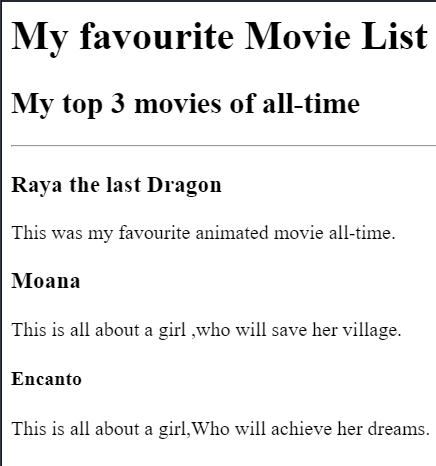 My favourite Movie List
My top 3 movies of all-time
Raya the last Dragon
This was my favourite animated movie all-time.
Moana
This is all about a girl ,who will save her village.
Encanto
This is all about a girl,Who will achieve her dreams.